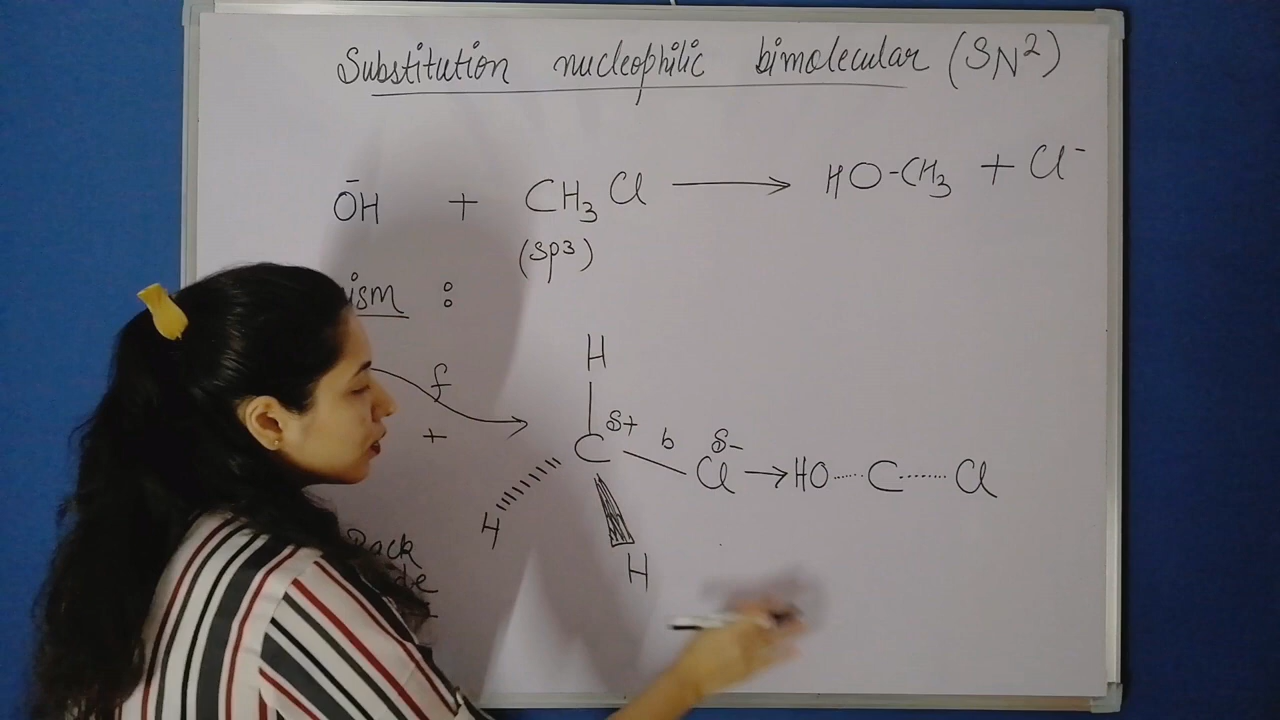 Substitution nucleophilic bimolecular (SN²)
ŌH + CH₃Cl → HO-CH₃ + Cl⁻
(sp3)
ism :
H
f
+
C δ+ b Cl δ- → HO······C······Cl
H
H